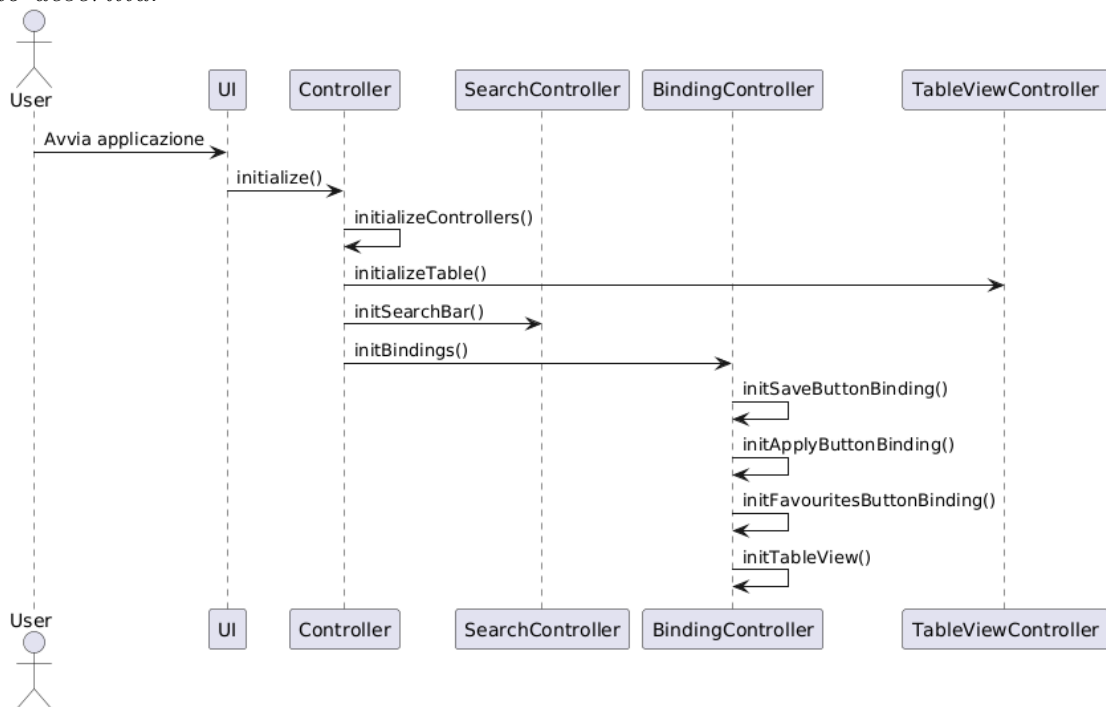 User
UI
Controller
SearchController
BindingController
TableViewController
Avvia applicazione
initialize()
initializeControllers()
initializeTable()
initSearchBar()
initBindings()
initSaveButtonBinding()
initApplyButtonBinding()
initFavouritesButtonBinding()
initTableView()
User
UI
Controller
SearchController
BindingController
TableViewController